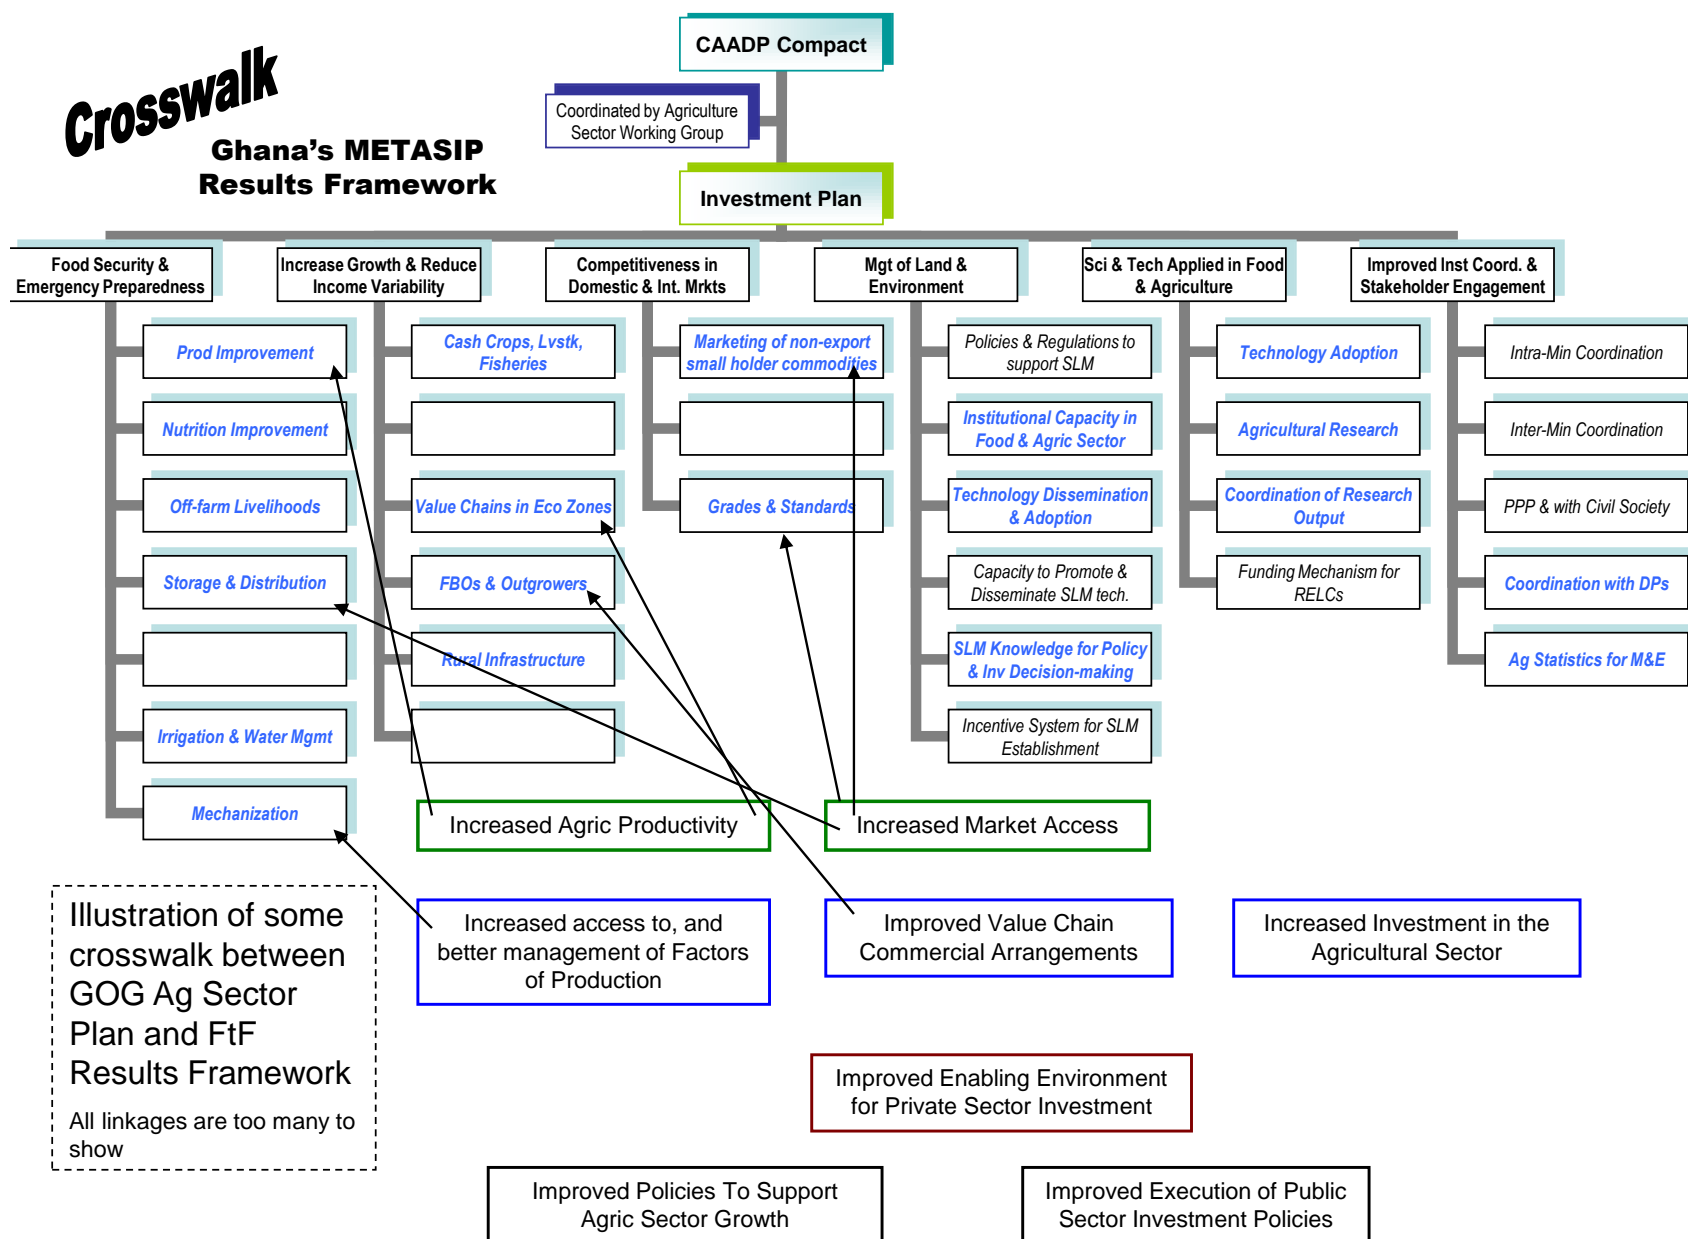 CAADP Compact
Crosswalk
Coordinated by Agriculture
Sector Working Group
Ghana's METASIP
Results Framework
Investment Plan
Food Security &
Emergency Preparedness
Increase Growth & Reduce
Income Variability
Competitiveness in
Domestic & Int. Mrkts
Mgt of Land &
Environment
Sci & Tech Applied in Food
& Agriculture
Improved Inst Coord. &
Stakeholder Engagement
Prod Improvement
Nutrition Improvement
Off-farm Livelihoods
Storage & Distribution
Irrigation & Water Mgmt
Mechanization
Cash Crops, Lvstk,
Fisheries
Value Chains in Eco Zones
FBOs & Outgrowers
Rural Infrastructure
Marketing of non-export
small holder commodities
Grades & Standards
Policies & Regulations to
support SLM
Institutional Capacity in
Food & Agric Sector
Technology Dissemination
& Adoption
Capacity to Promote &
Disseminate SLM tech.
SLM Knowledge for Policy
& Inv Decision-making
Incentive System for SLM
Establishment
Technology Adoption
Agricultural Research
Coordination of Research
Output
Funding Mechanism for
RELCs
Intra-Min Coordination
Inter-Min Coordination
PPP & with Civil Society
Coordination with DPs
Ag Statistics for M&E
Increased Agric Productivity
Increased Market Access
Illustration of some
crosswalk between
GOG Ag Sector
Plan and FtF
Results Framework
All linkages are too many to
show
Increased access to, and
better management of Factors
of Production
Improved Value Chain
Commercial Arrangements
Increased Investment in the
Agricultural Sector
Improved Enabling Environment
for Private Sector Investment
Improved Policies To Support
Agric Sector Growth
Improved Execution of Public
Sector Investment Policies